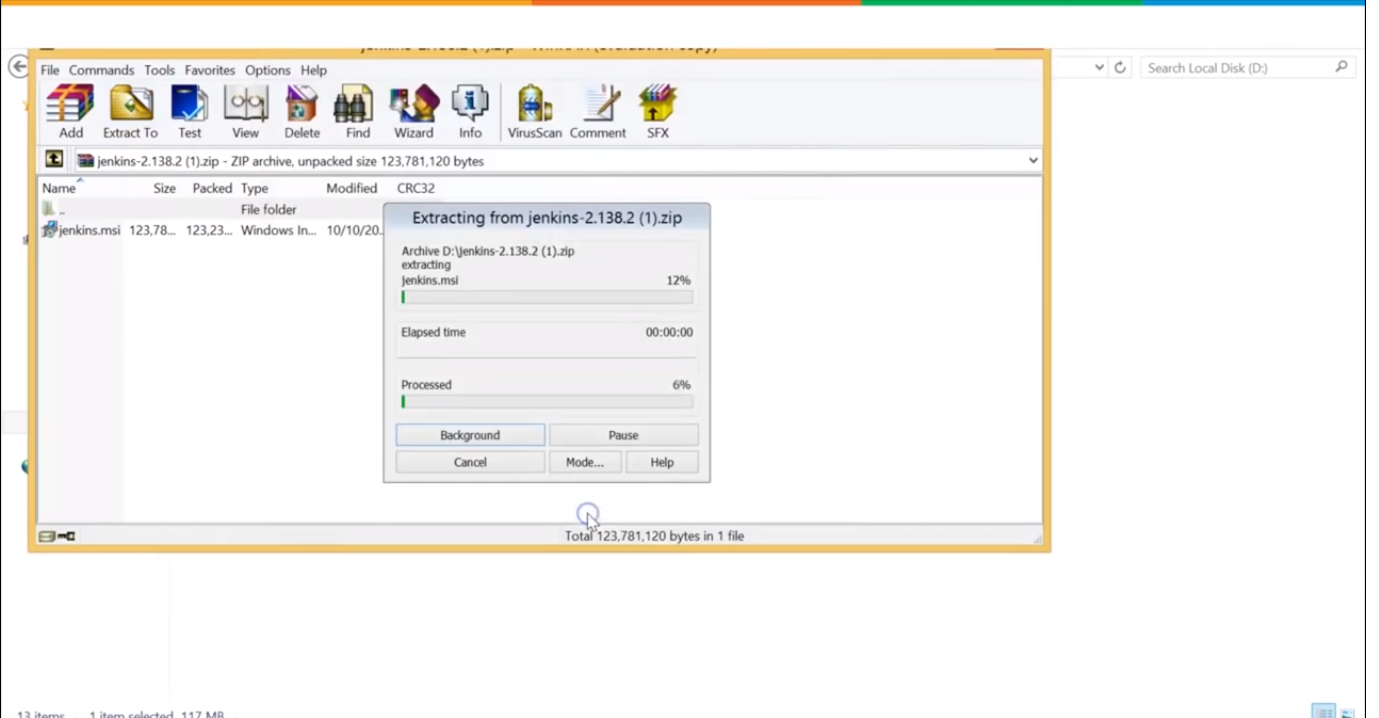 File Commands Tools Favorites Options Help
Search Local Disk (D:)
Add Extract To Test View Delete Find Wizard Info VirusScan Comment SFX
jenkins-2.138.2 (1).zip - ZIP archive, unpacked size 123,781,120 bytes
Name Size Packed Type Modified CRC32
.. File folder
jenkins.msi 123,78... 123,23... Windows In... 10/10/20..
Extracting from jenkins-2.138.2 (1).zip
Archive D:\jenkins-2.138.2 (1).zip
extracting
jenkins.msi 12%
Elapsed time 00:00:00
Processed 6%
Background Pause
Cancel Mode... Help
Total 123,781,120 bytes in 1 file
13 items 1 item selected 117 MB